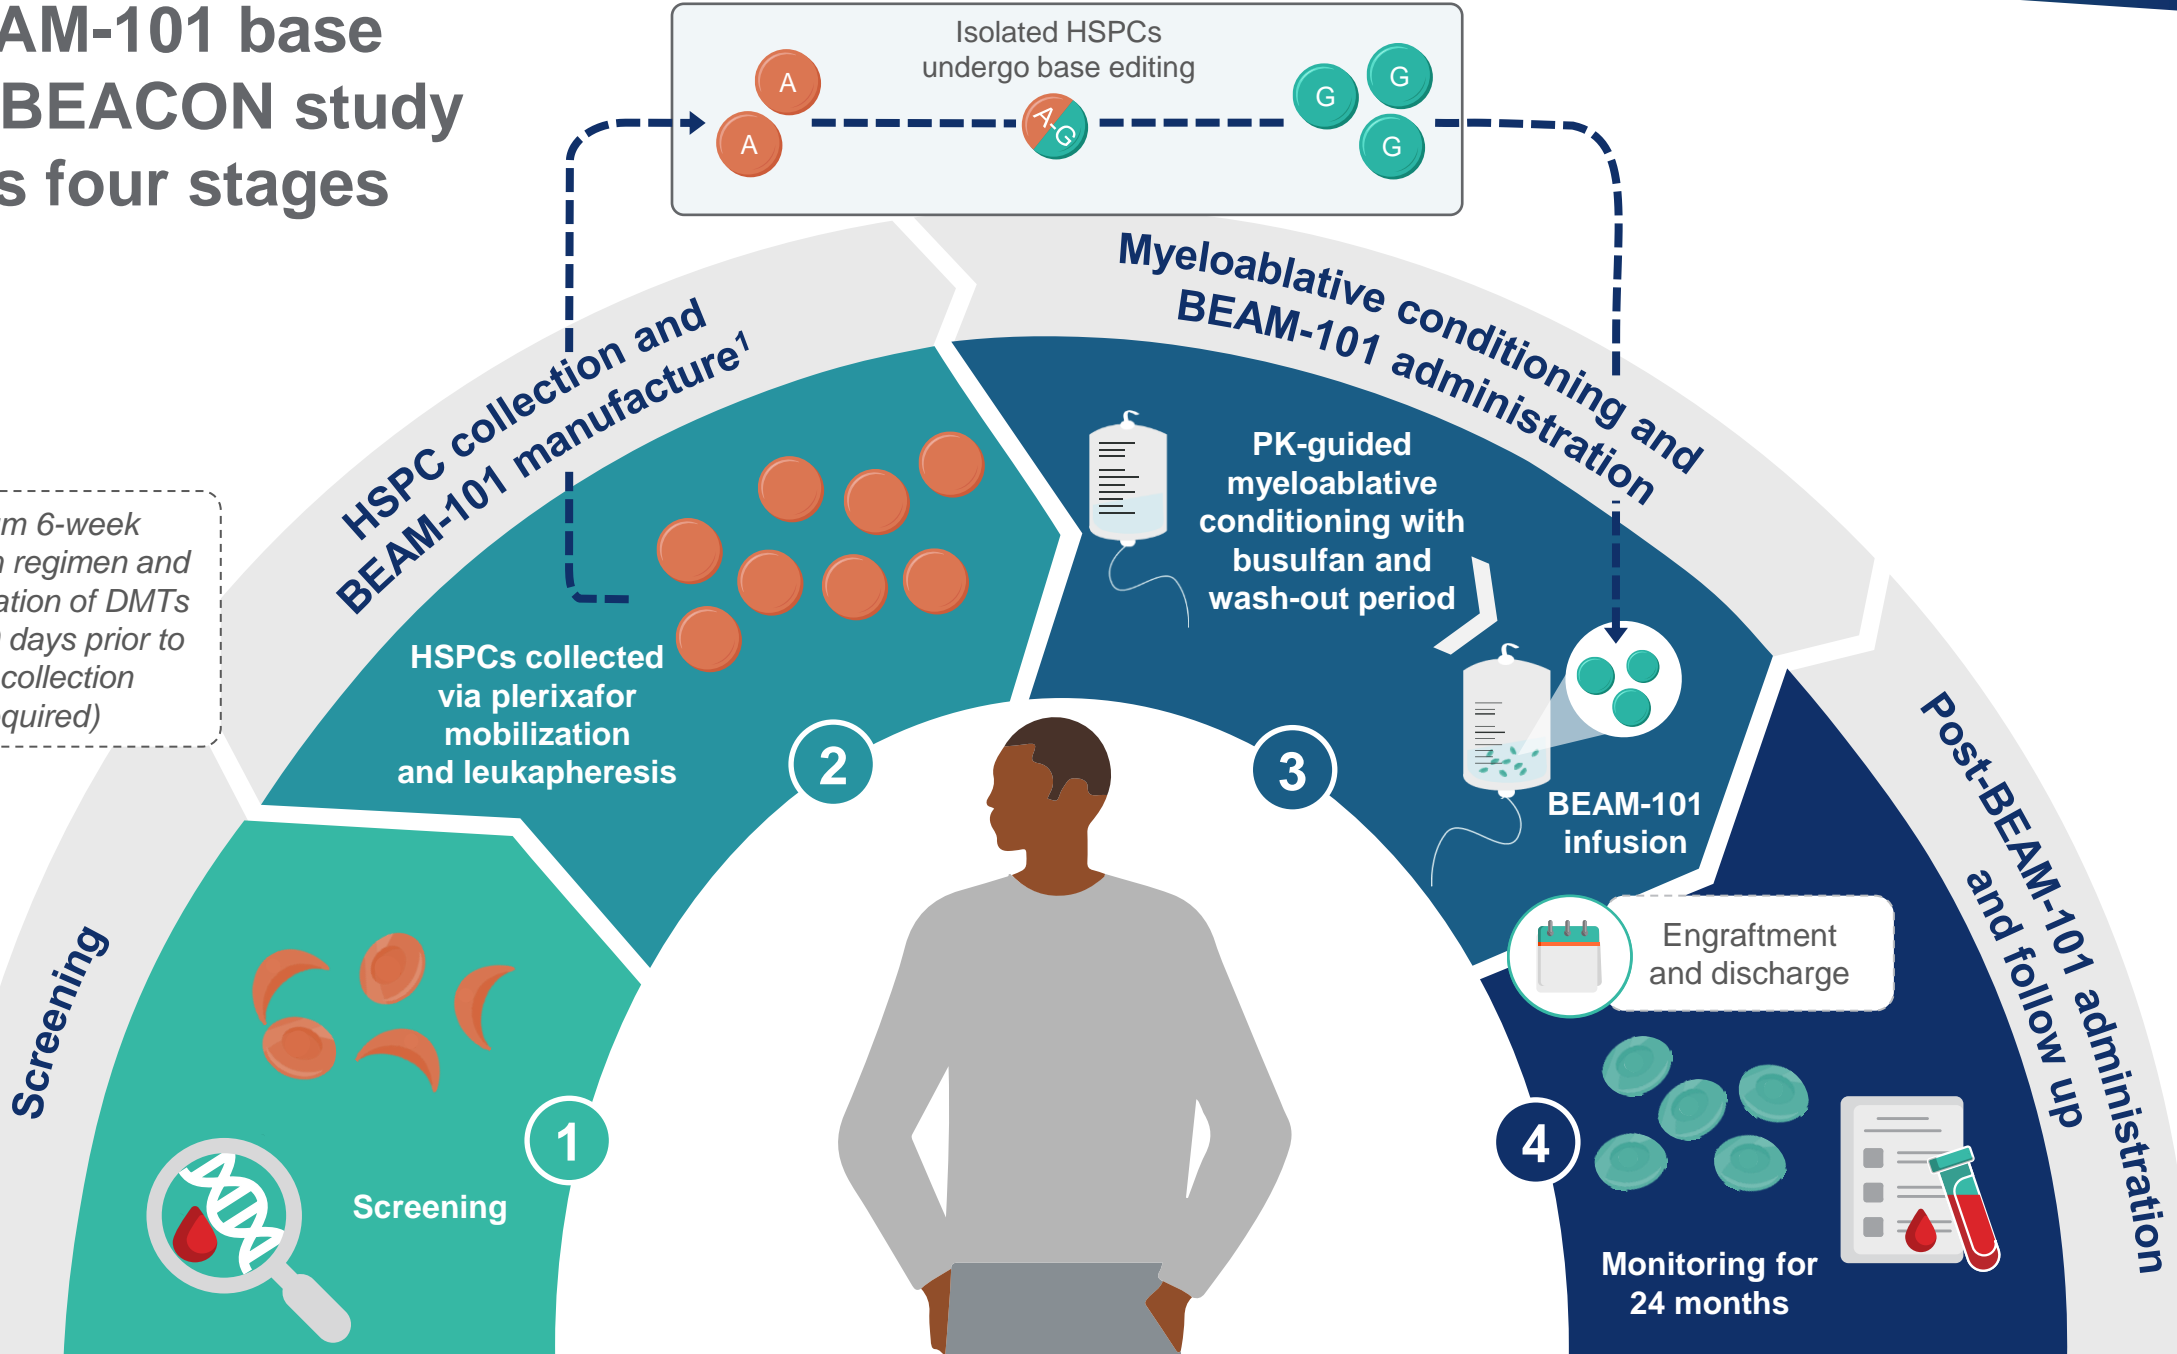 AM-101 base
BEACON study
s four stages
Isolated HSPCs
undergo base editing
A
A
A-G
G
G
G
m 6-week
regimen and
ation of DMTs
days prior to
collection
quired)
Screening
HSPC collection and
BEAM-101 manufacture1
Myeloablative conditioning and
BEAM-101 administration
Post-BEAM-101 administration
and follow up
1
Screening
2
HSPCs collected
via plerixafor
mobilization
and leukapheresis
3
PK-guided
myeloablative
conditioning with
busulfan and
wash-out period
BEAM-101
infusion
4
Engraftment
and discharge
Monitoring for
24 months